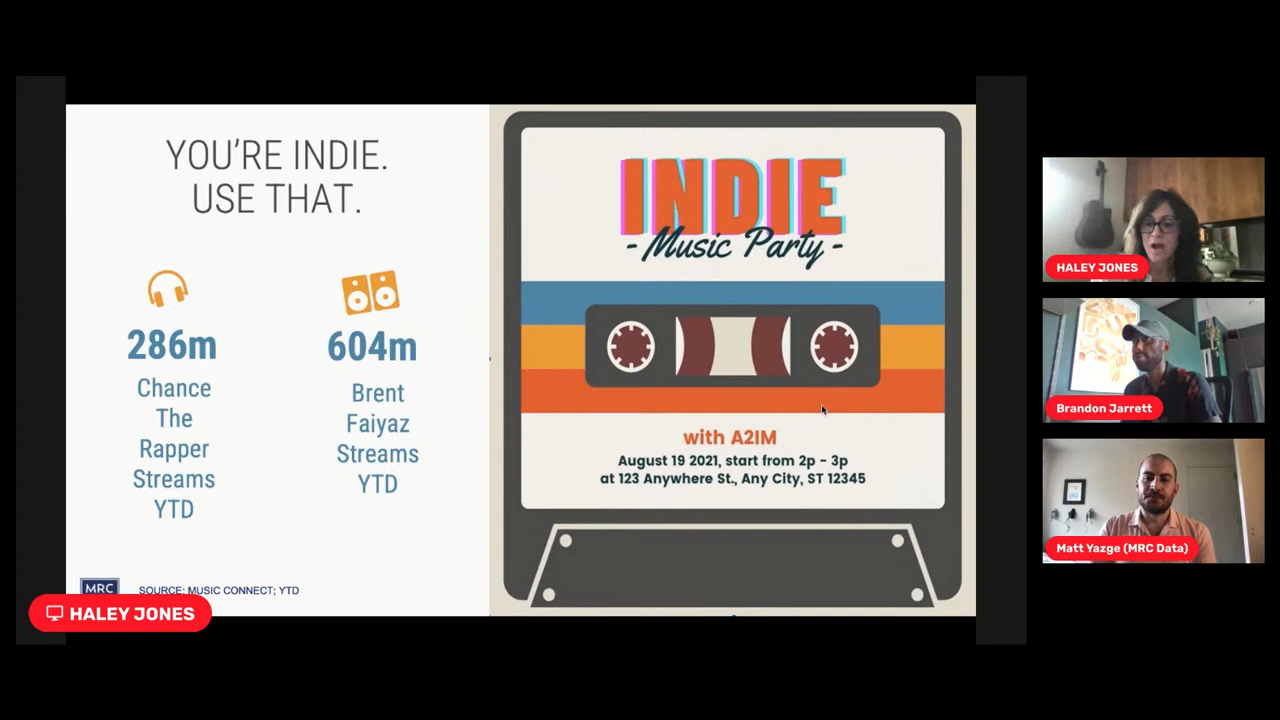 YOU'RE INDIE.
USE THAT.
286m
Chance
The
Rapper
Streams
YTD
604m
Brent
Faiyaz
Streams
YTD
MRC
SOURCE: MUSIC CONNECT; YTD
HALEY JONES
INDIE
- Music Party -
with A2IM
August 19 2021, start from 2p - 3p
at 123 Anywhere St., Any City, ST 12345
HALEY JONES
Brandon Jarrett
Matt Yazge (MRC Data)